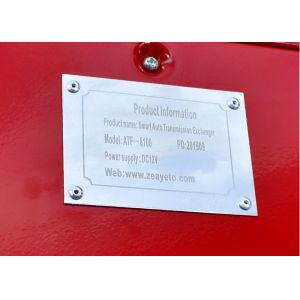 Product information
Product name: Smart Auto Transmission Exchanger
Model: ATF-8100 PD:201909
Power supply :DC12V
Web:www.zeayeto.com